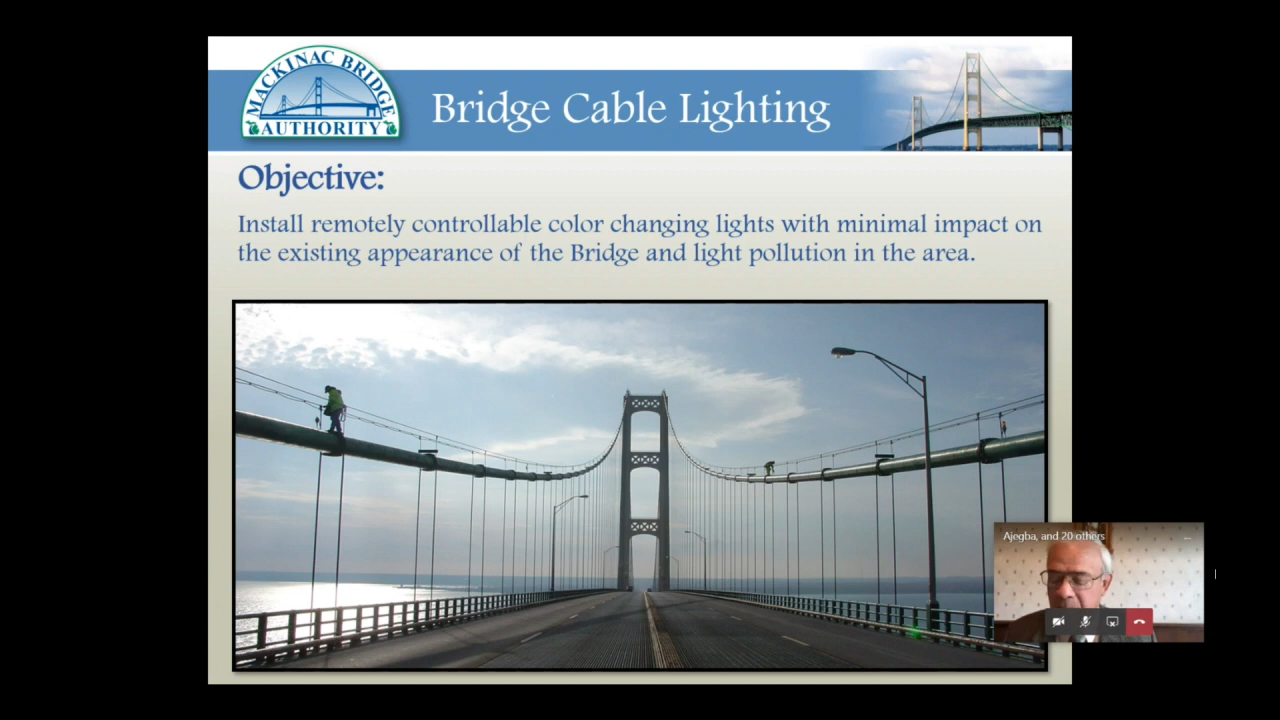 MACKINAC BRIDGE
AUTHORITY
Bridge Cable Lighting
Objective:
Install remotely controllable color changing lights with minimal impact on
the existing appearance of the Bridge and light pollution in the area.
Ajegba, and 20 others